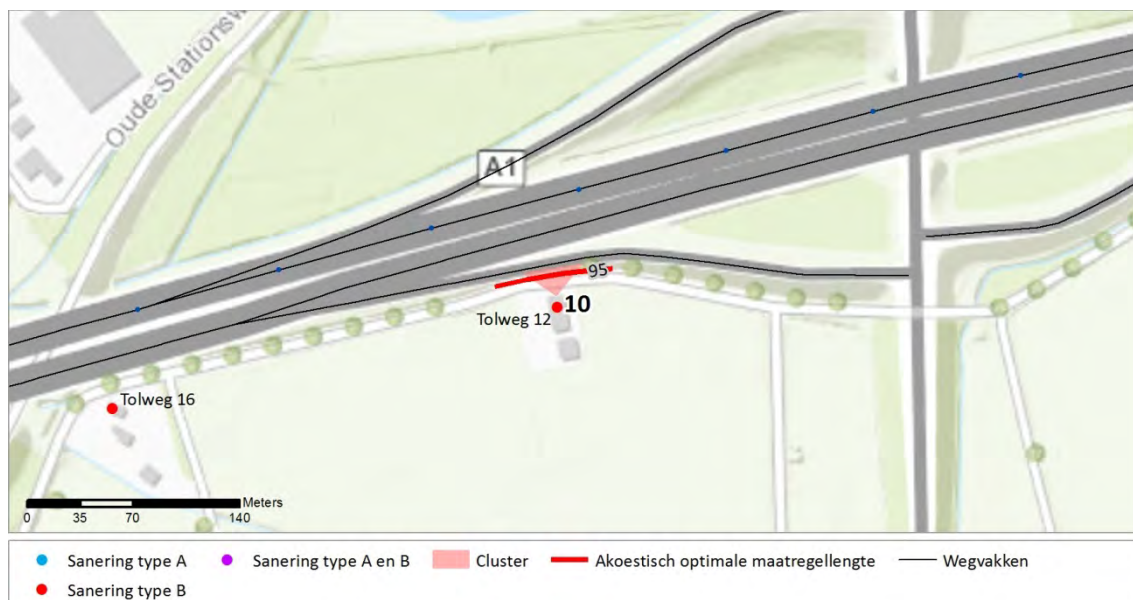 Oude Stationsw
A1
95
10
Tolweg 12
Tolweg 16
Meters
0 35 70 140
Sanering type A
Sanering type A en B
Cluster
Akoestisch optimale maatregellengte
Wegvakken
Sanering type B